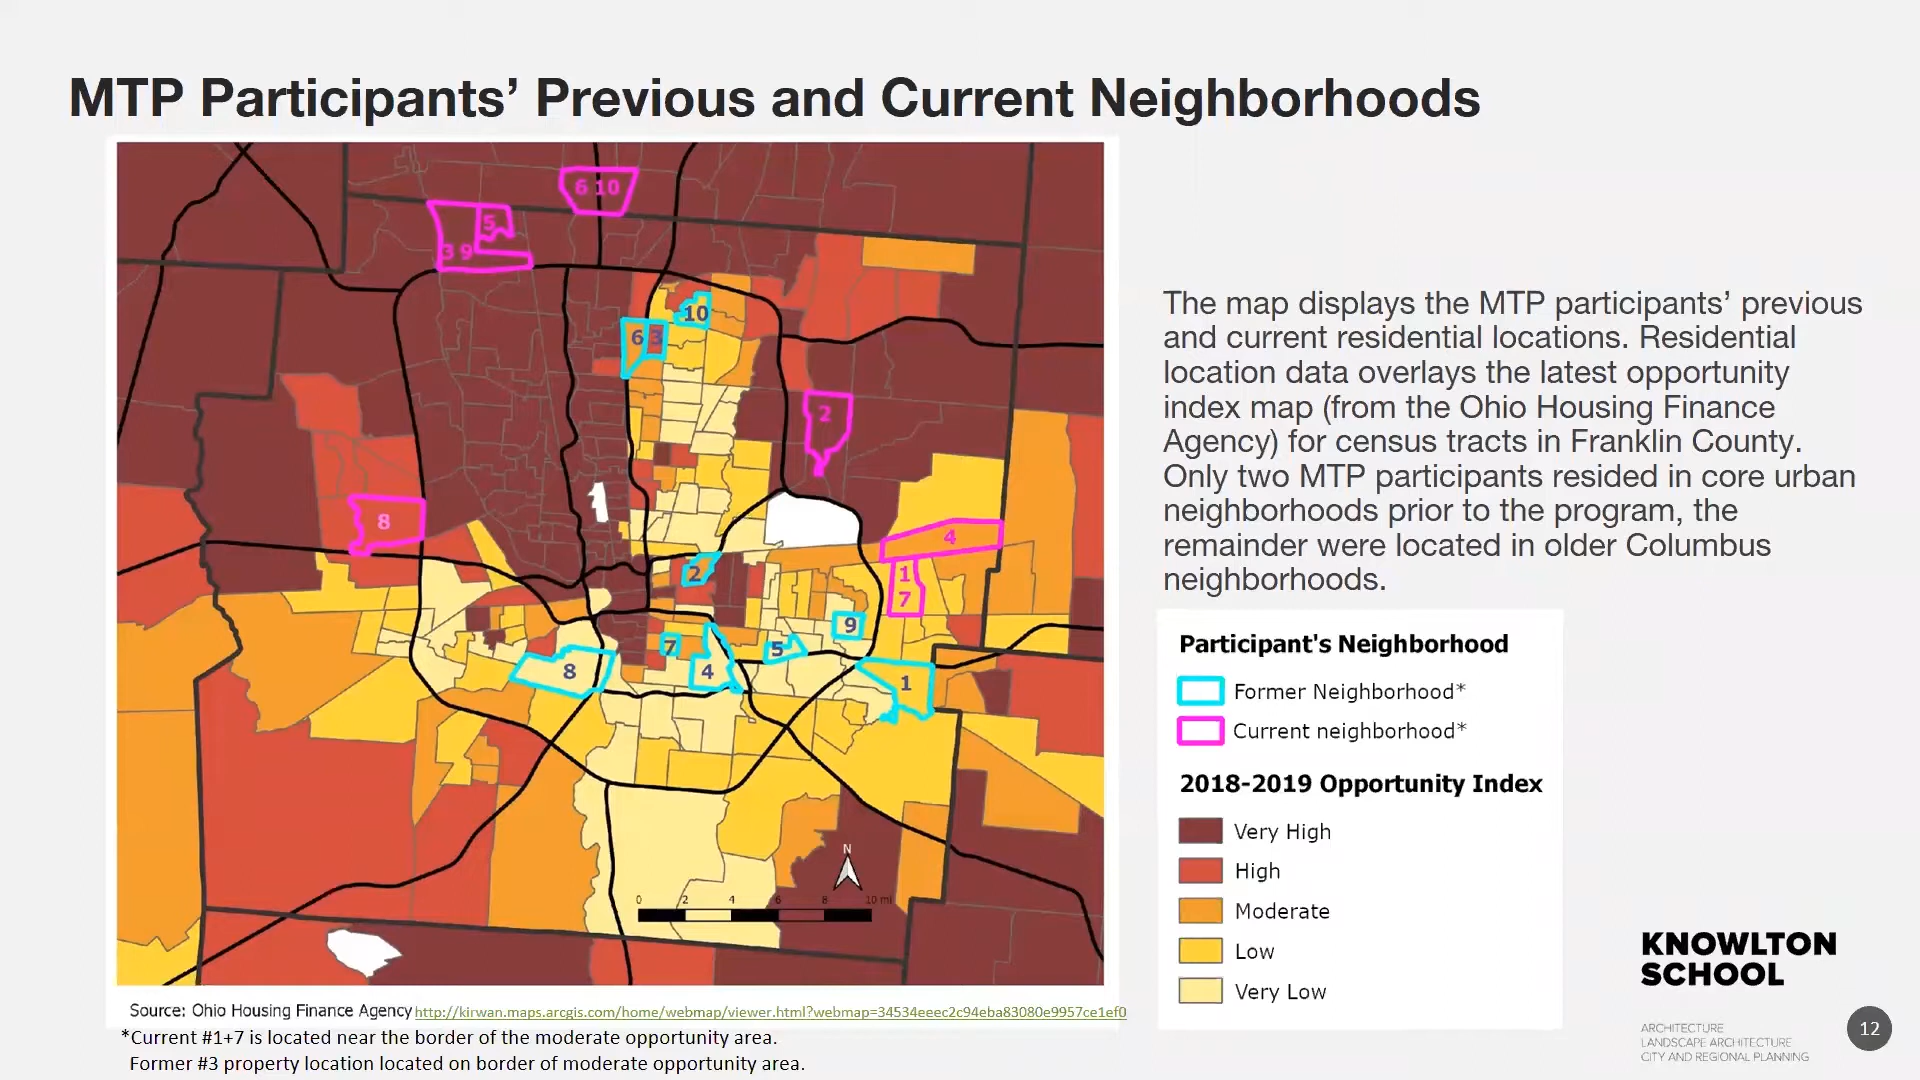 MTP Participants’ Previous and Current Neighborhoods
6 10
5
3 9
10
6 3
2
8
4
1
7
2
9
7
5
8
4
1
N
0 2 4 6 8 10 mi
Source: Ohio Housing Finance Agency http://kirwan.maps.arcgis.com/home/webmap/viewer.html?webmap=34534eeec2c94eba83080e9957ce1ef0
*Current #1+7 is located near the border of the moderate opportunity area.
Former #3 property location located on border of moderate opportunity area.
The map displays the MTP participants’ previous
and current residential locations. Residential
location data overlays the latest opportunity
index map (from the Ohio Housing Finance
Agency) for census tracts in Franklin County.
Only two MTP participants resided in core urban
neighborhoods prior to the program, the
remainder were located in older Columbus
neighborhoods.
Participant's Neighborhood
Former Neighborhood*
Current neighborhood*
2018-2019 Opportunity Index
Very High
High
Moderate
Low
Very Low
KNOWLTON
SCHOOL
ARCHITECTURE
LANDSCAPE ARCHITECTURE
CITY AND REGIONAL PLANNING
12